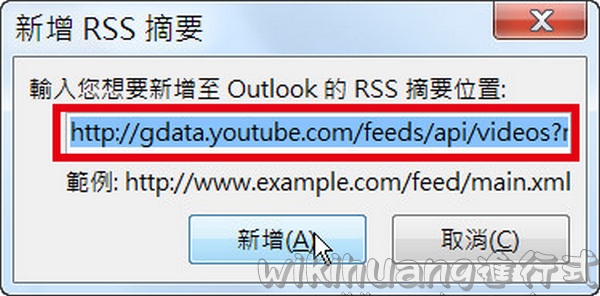 新增 RSS 摘要
輸入您想要新增至 Outlook 的 RSS 摘要位置:
http://gdata.youtube.com/feeds/api/videos?r
範例: http://www.example.com/feed/main.xml
新增(A) 取消(C)
wikihuang進行式